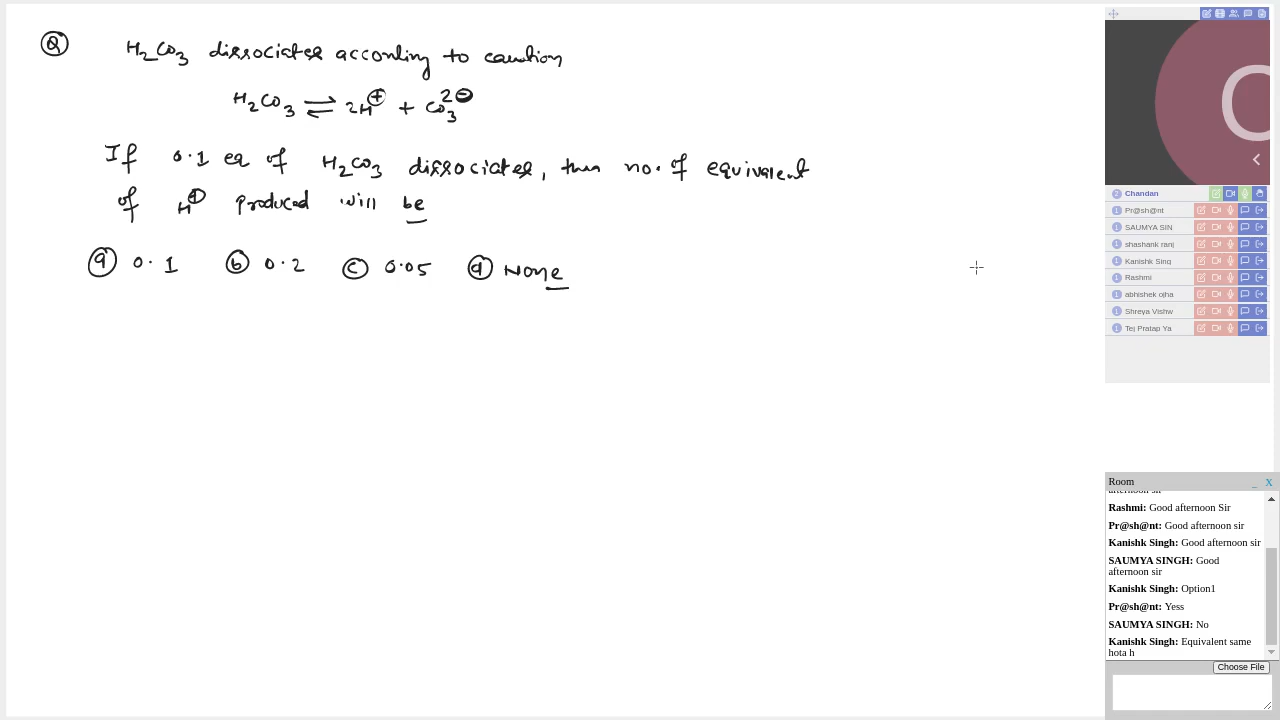 Q H2CO3 dissociates according to equation
H2CO3 ⇌ 2H⊕ + CO3 2⊖
If 0.1 eq of H2CO3 dissociates, then no. of equivalent
of H⊕ produced will be
a 0.1 b 0.2 c 0.05 d None
C
Chandan
Pr@sh@nt
SAUMYA SIN
shashank ranj
Kanishk Sing
Rashmi
abhishek ojha
Shreya Vishw
Tej Pratap Ya
Room _ X
afternoon sir
Rashmi: Good afternoon Sir
Pr@sh@nt: Good afternoon sir
Kanishk Singh: Good afternoon sir
SAUMYA SINGH: Good
afternoon sir
Kanishk Singh: Option1
Pr@sh@nt: Yess
SAUMYA SINGH: No
Kanishk Singh: Equivalent same
hota h
Choose File